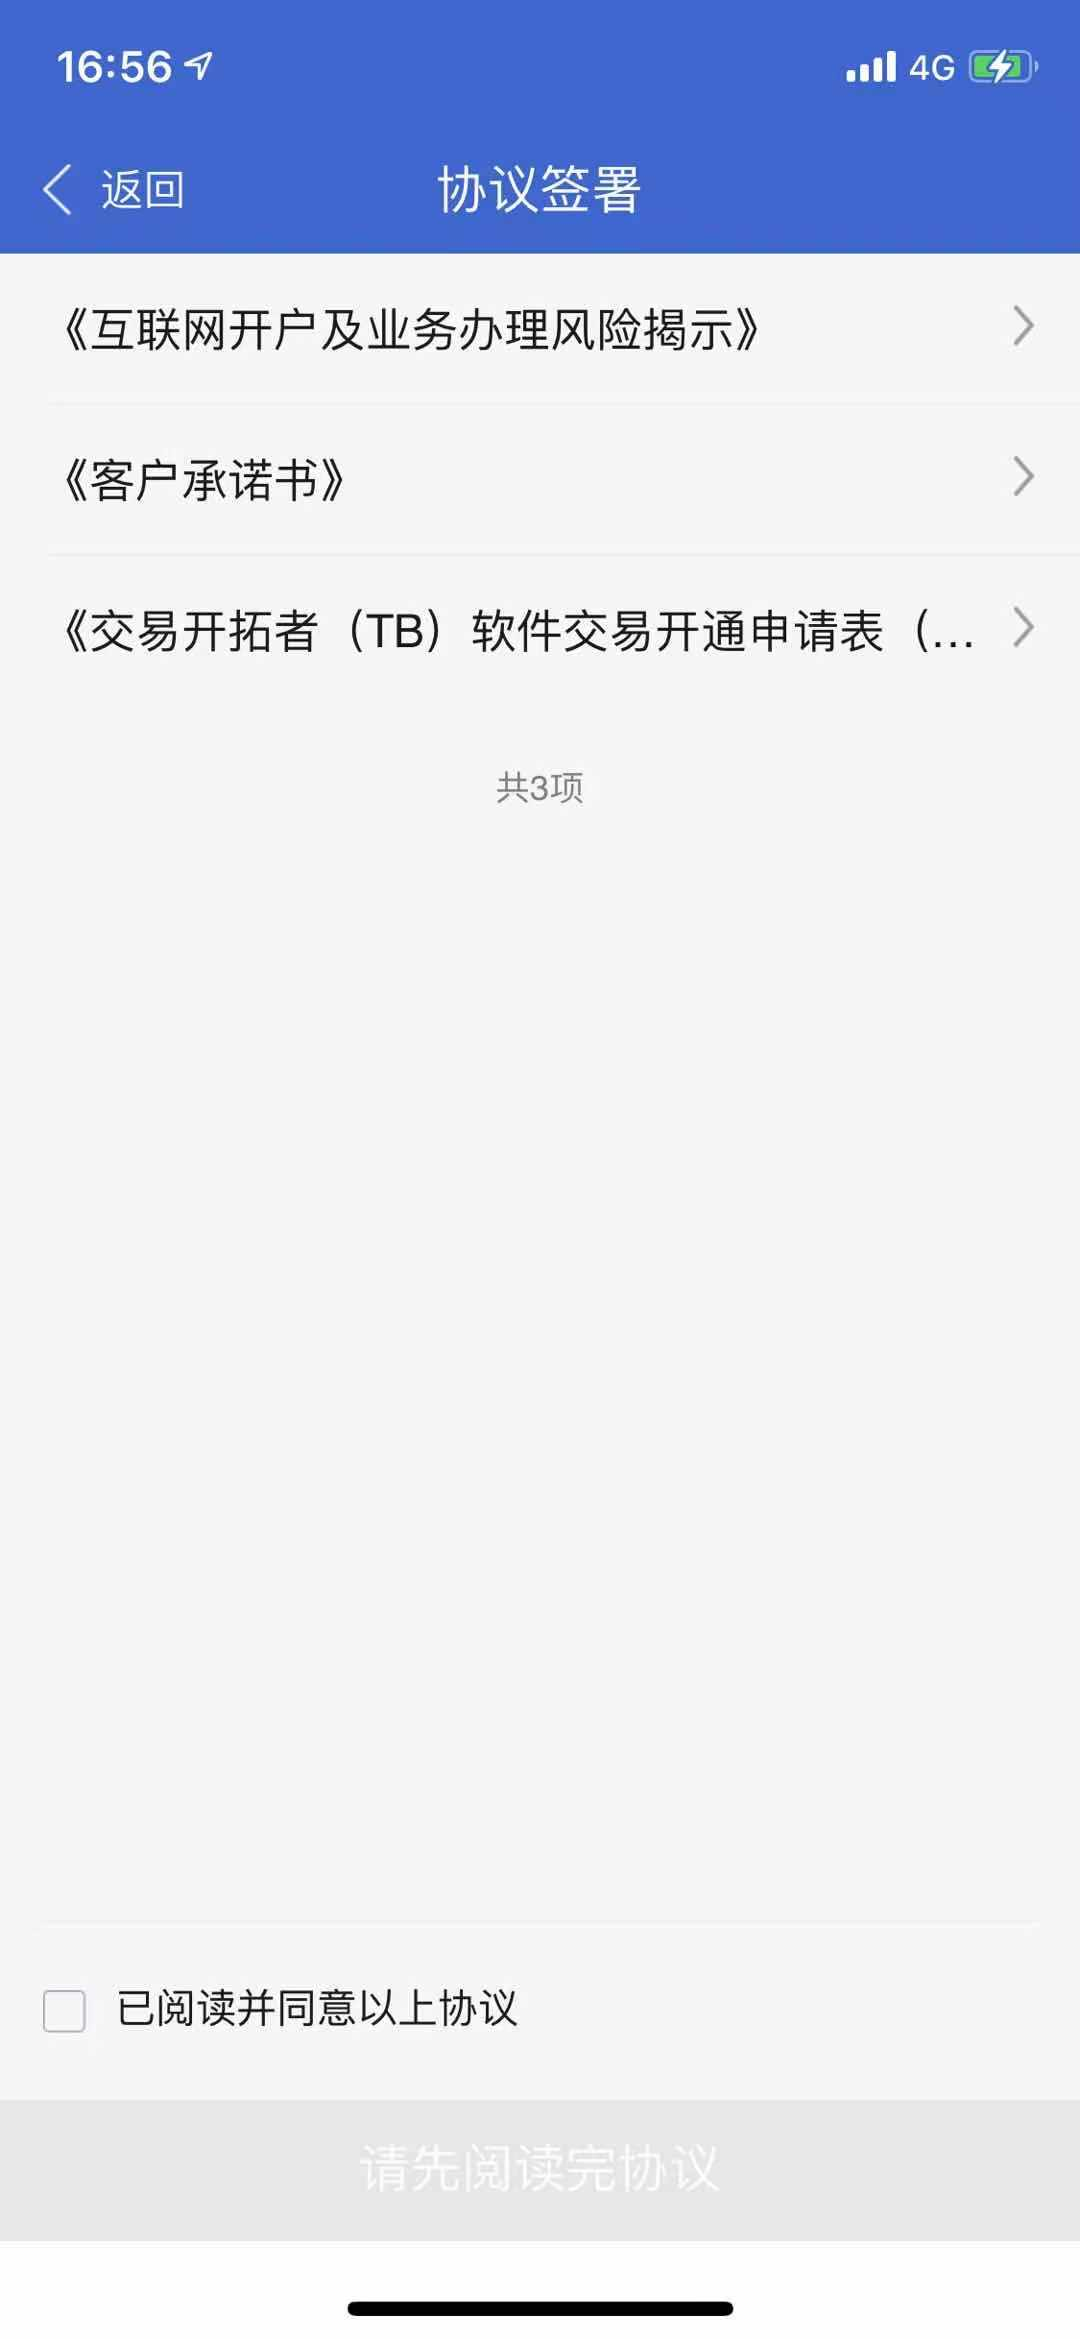 16:56
4G
返回
协议签署
《互联网开户及业务办理风险揭示》
《客户承诺书》
《交易开拓者（TB）软件交易开通申请表（...
共3项
已阅读并同意以上协议
请先阅读完协议